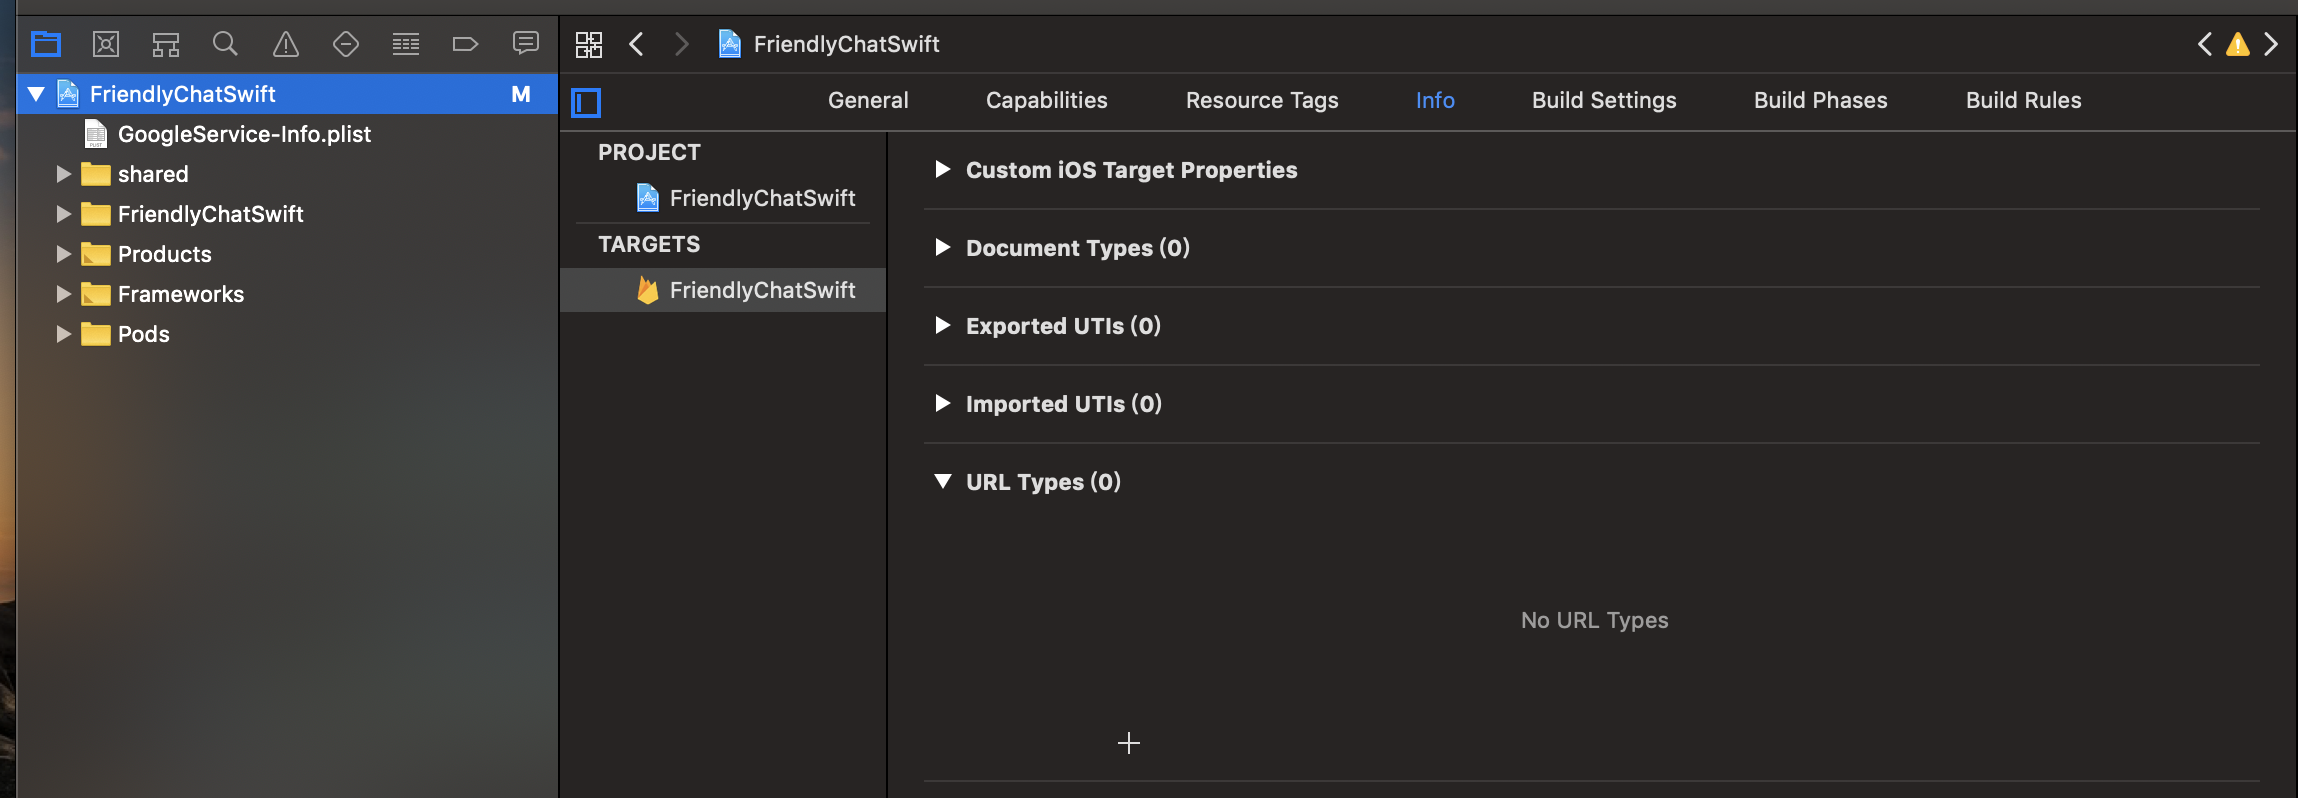 FriendlyChatSwift
FriendlyChatSwift M
GoogleService-Info.plist
shared
FriendlyChatSwift
Products
Frameworks
Pods
General Capabilities Resource Tags Info Build Settings Build Phases Build Rules
PROJECT
FriendlyChatSwift
TARGETS
FriendlyChatSwift
Custom iOS Target Properties
Document Types (0)
Exported UTIs (0)
Imported UTIs (0)
URL Types (0)
No URL Types